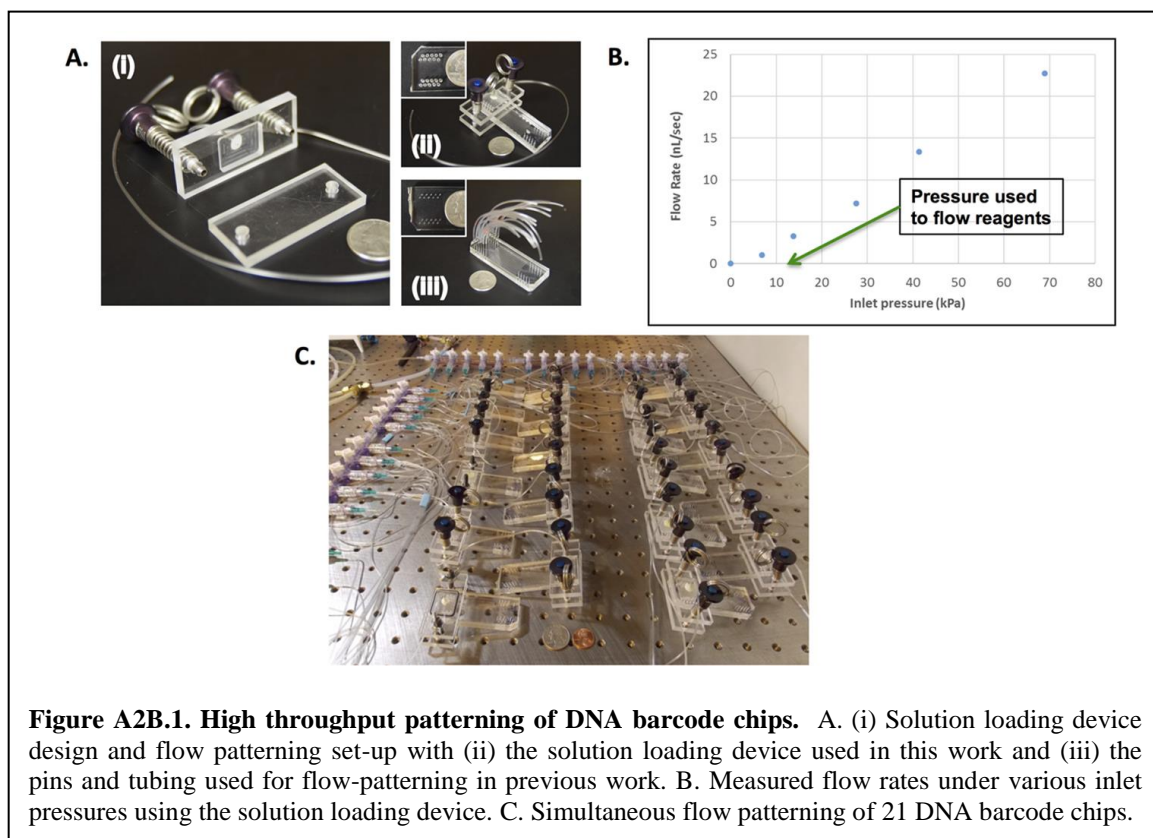 A.
(i)
(ii)
(iii)
B.
25
20
15
10
5
0
Flow Rate (nL/sec)
Pressure used
to flow reagents
0 10 20 30 40 50 60 70 80
Inlet pressure (kPa)
C.
Figure A2B.1. High throughput patterning of DNA barcode chips. A. (i) Solution loading device
design and flow patterning set-up with (ii) the solution loading device used in this work and (iii) the
pins and tubing used for flow-patterning in previous work. B. Measured flow rates under various inlet
pressures using the solution loading device. C. Simultaneous flow patterning of 21 DNA barcode chips.